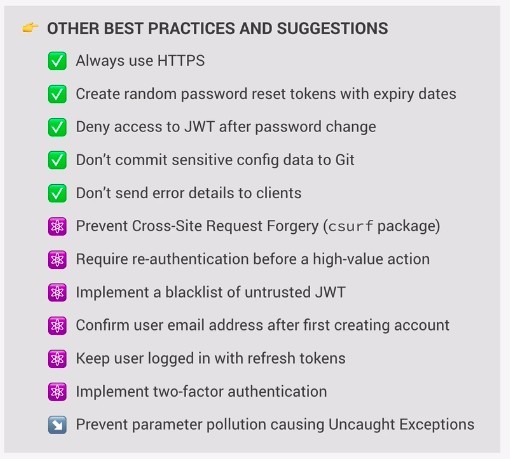 👉 OTHER BEST PRACTICES AND SUGGESTIONS
✅ Always use HTTPS
✅ Create random password reset tokens with expiry dates
✅ Deny access to JWT after password change
✅ Don’t commit sensitive config data to Git
✅ Don’t send error details to clients
⚛️ Prevent Cross-Site Request Forgery (csurf package)
⚛️ Require re-authentication before a high-value action
⚛️ Implement a blacklist of untrusted JWT
⚛️ Confirm user email address after first creating account
⚛️ Keep user logged in with refresh tokens
⚛️ Implement two-factor authentication
↘️ Prevent parameter pollution causing Uncaught Exceptions